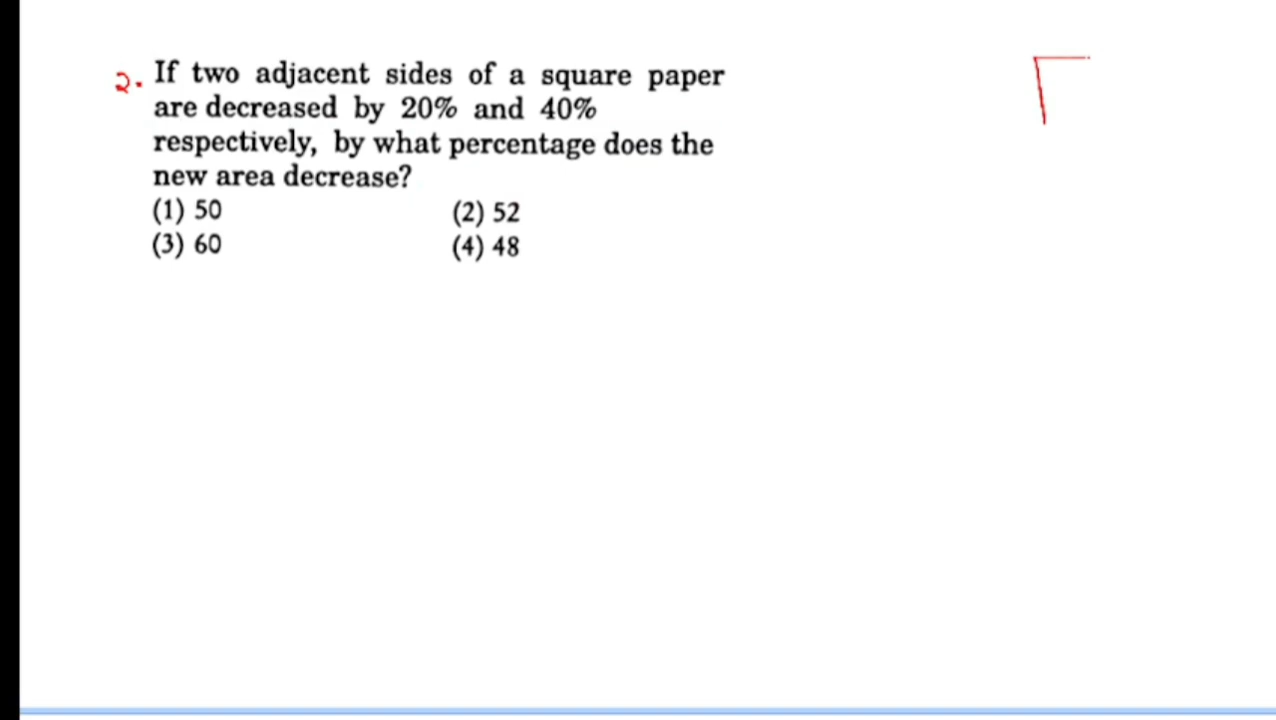 2. If two adjacent sides of a square paper
are decreased by 20% and 40%
respectively, by what percentage does the
new area decrease?
(1) 50 (2) 52
(3) 60 (4) 48